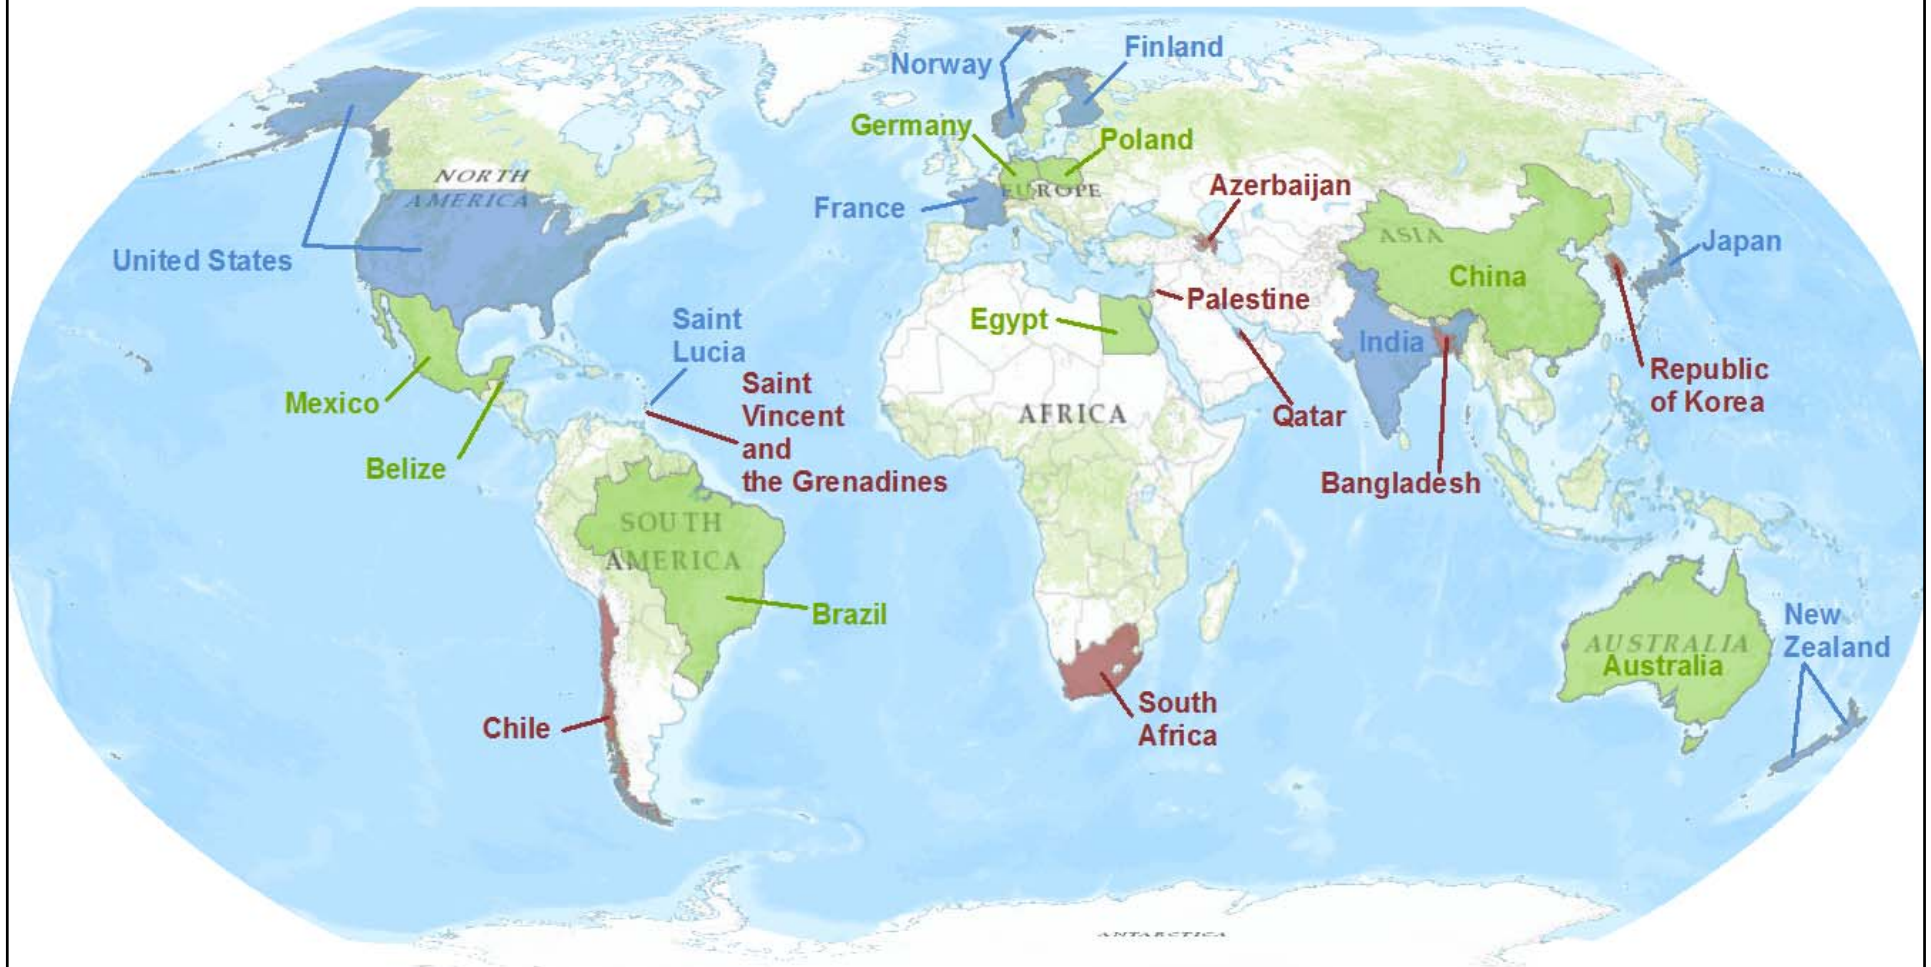 Norway
Finland
Germany
Poland
NORTH
AMERICA
EUROPE
Azerbaijan
France
ASIA
Japan
United States
China
Palestine
Egypt
Saint
Lucia
India
Republic
of Korea
Mexico
Saint
Vincent
and
the Grenadines
AFRICA
Qatar
Belize
Bangladesh
SOUTH
AMERICA
Brazil
New
Zealand
AUSTRALIA
Australia
Chile
South
Africa
ANTARCTICA